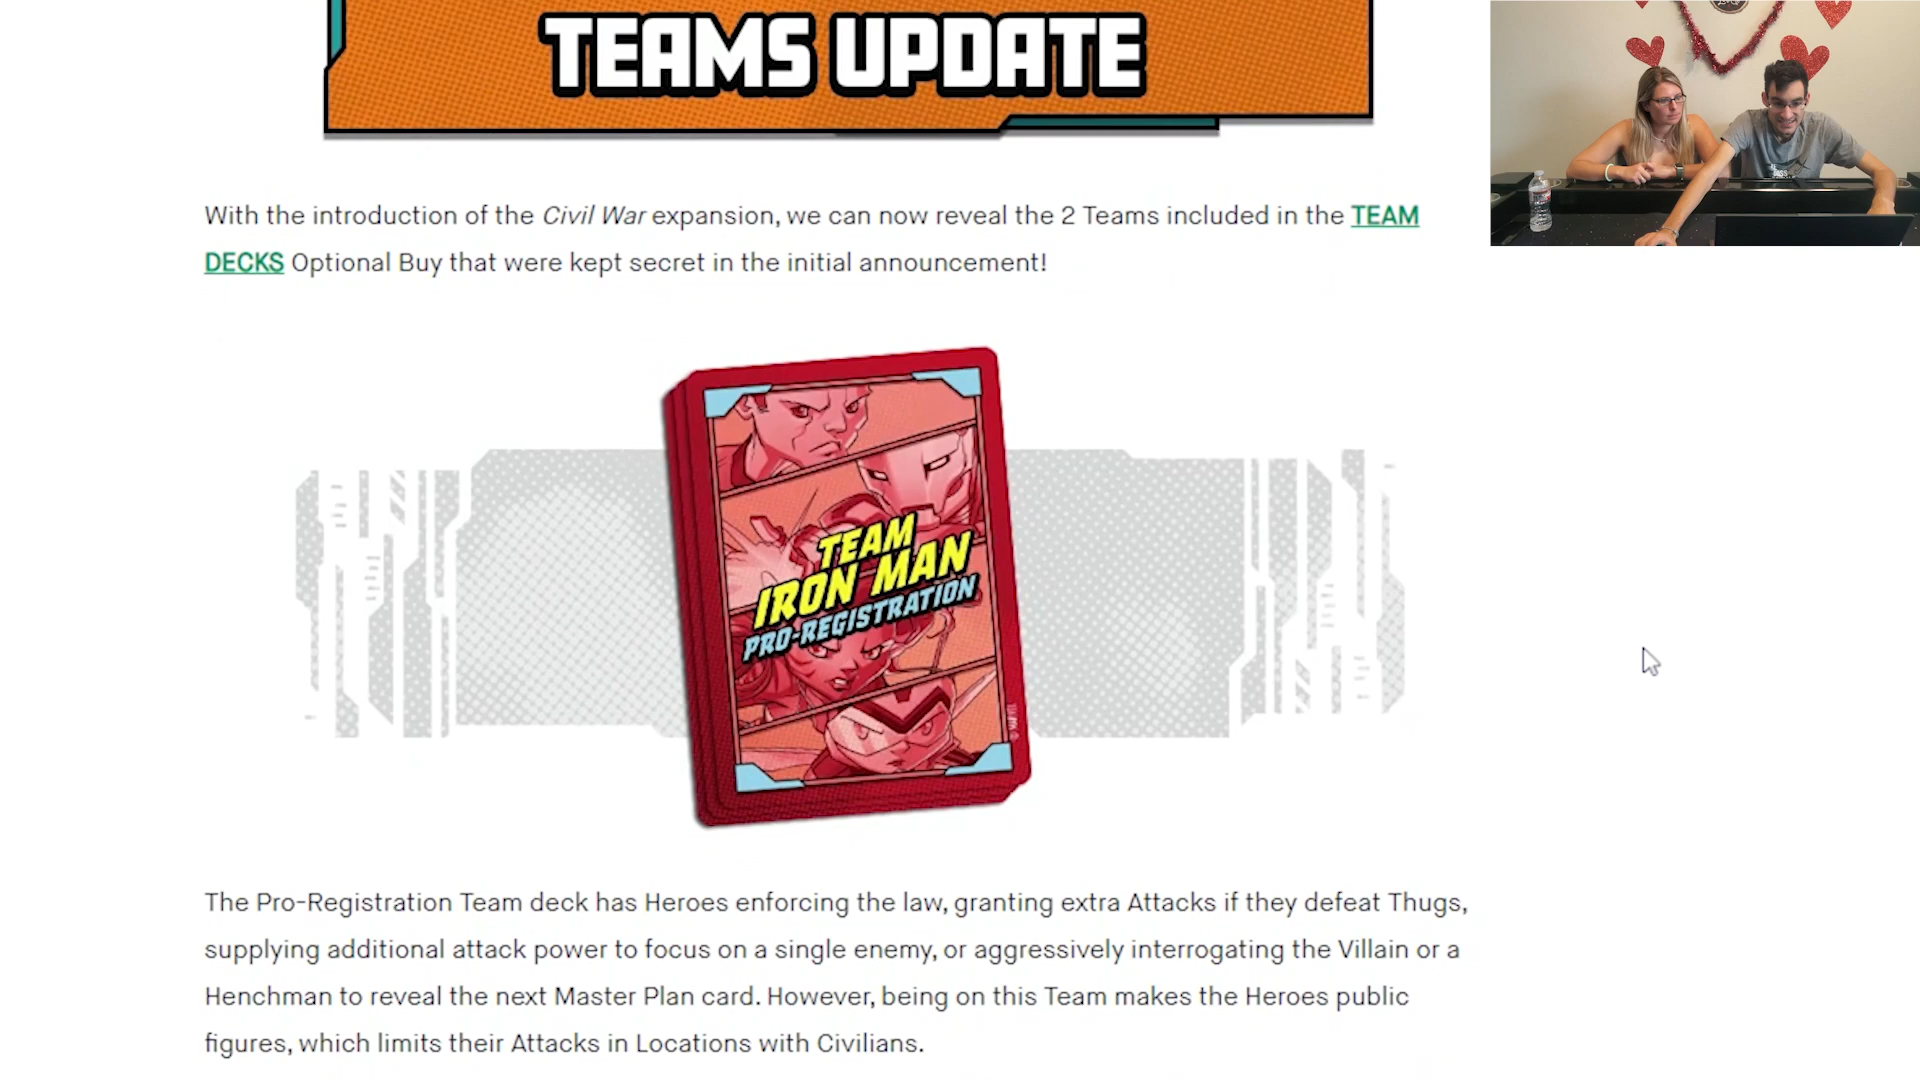 TEAMS UPDATE
With the introduction of the Civil War expansion, we can now reveal the 2 Teams included in the TEAM
DECKS Optional Buy that were kept secret in the initial announcement!
TEAM
IRON MAN
PRO-REGISTRATION
© MARVEL
The Pro-Registration Team deck has Heroes enforcing the law, granting extra Attacks if they defeat Thugs,
supplying additional attack power to focus on a single enemy, or aggressively interrogating the Villain or a
Henchman to reveal the next Master Plan card. However, being on this Team makes the Heroes public
figures, which limits their Attacks in Locations with Civilians.